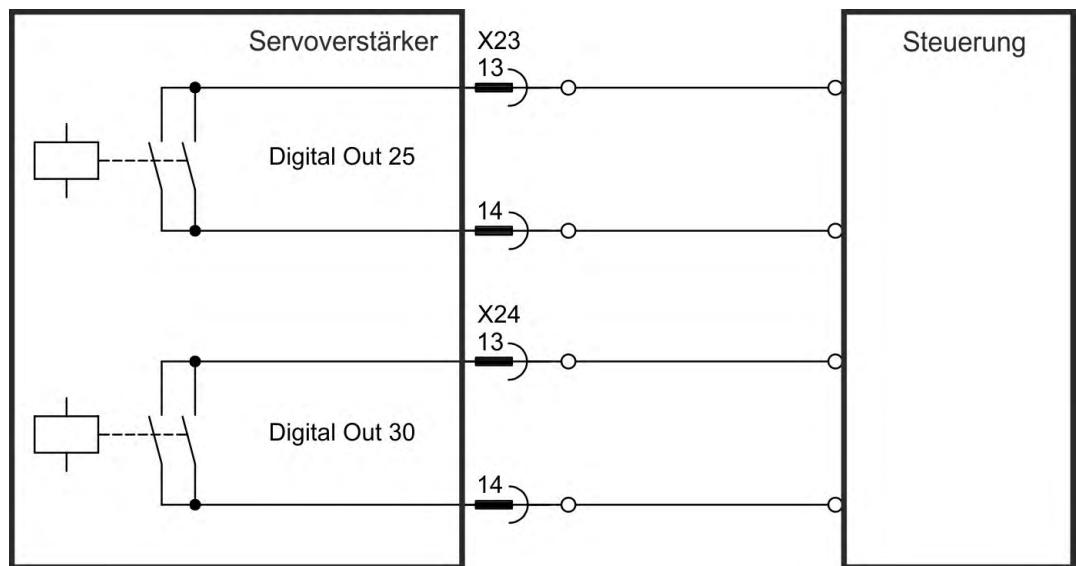 Servoverstärker
X23
Steuerung
13
Digital Out 25
14
X24
13
Digital Out 30
14